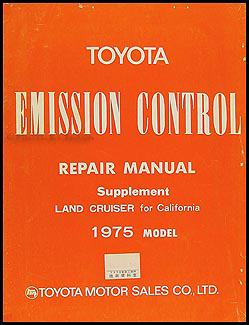 TOYOTA
EMISSION CONTROL
REPAIR MANUAL
Supplement
LAND CRUISER for California
1975 MODEL
TOYOTA MOTOR SALES CO., LTD.